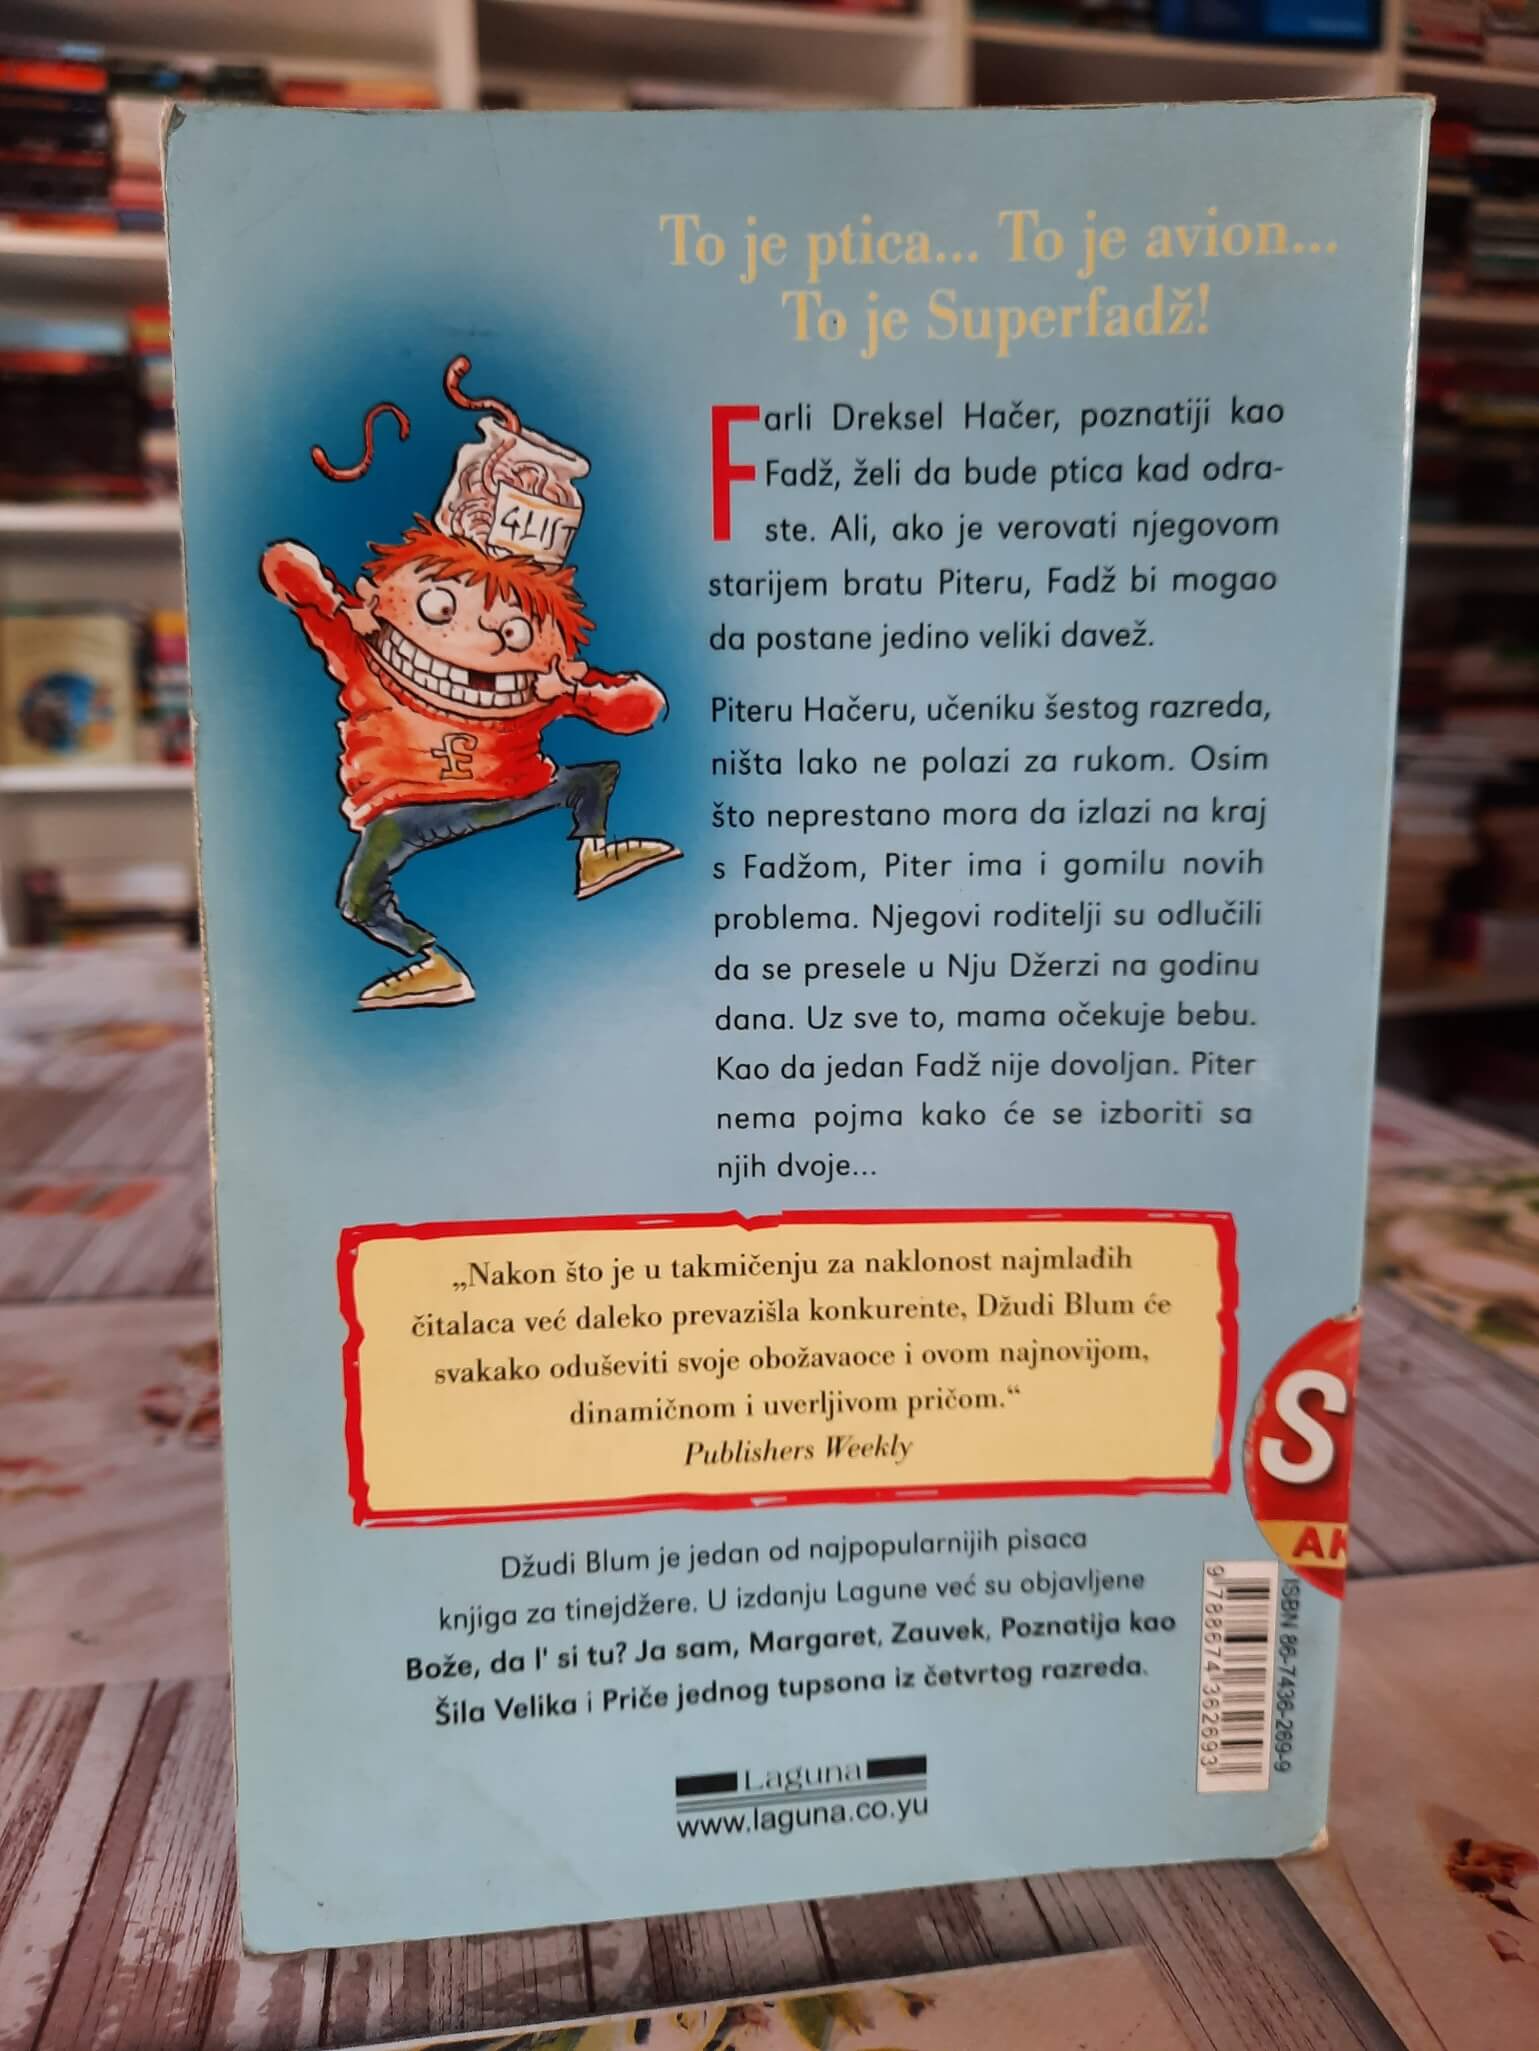 To je ptica... To je avion...
To je Superfadž!
GLIST
Farli Dreksel Hačer, poznatiji kao
Fadž, želi da bude ptica kad odra-
ste. Ali, ako je verovati njegovom
starijem bratu Piteru, Fadž bi mogao
da postane jedino veliki davež.
Piteru Hačeru, učeniku šestog razreda,
ništa lako ne polazi za rukom. Osim
što neprestano mora da izlazi na kraj
s Fadžom, Piter ima i gomilu novih
problema. Njegovi roditelji su odlučili
da se presele u Nju Džerzi na godinu
dana. Uz sve to, mama očekuje bebu.
Kao da jedan Fadž nije dovoljan. Piter
nema pojma kako će se izboriti sa
njih dvoje...
„Nakon što je u takmičenju za naklonost najmlađih
čitalaca već daleko prevazišla konkurente, Džudi Blum će
svakako oduševiti svoje obožavaoce i ovom najnovijom,
dinamičnom i uverljivom pričom.“
Publishers Weekly
Džudi Blum je jedan od najpopularnijih pisaca
knjiga za tinejdžere. U izdanju Lagune već su objavljene
Bože, da l' si tu? Ja sam, Margaret, Zauvek, Poznatija kao
Šila Velika i Priče jednog tupsona iz četvrtog razreda.
Laguna
www.laguna.co.yu
S
AK
ISBN 86-7436-269-9
9788674362693